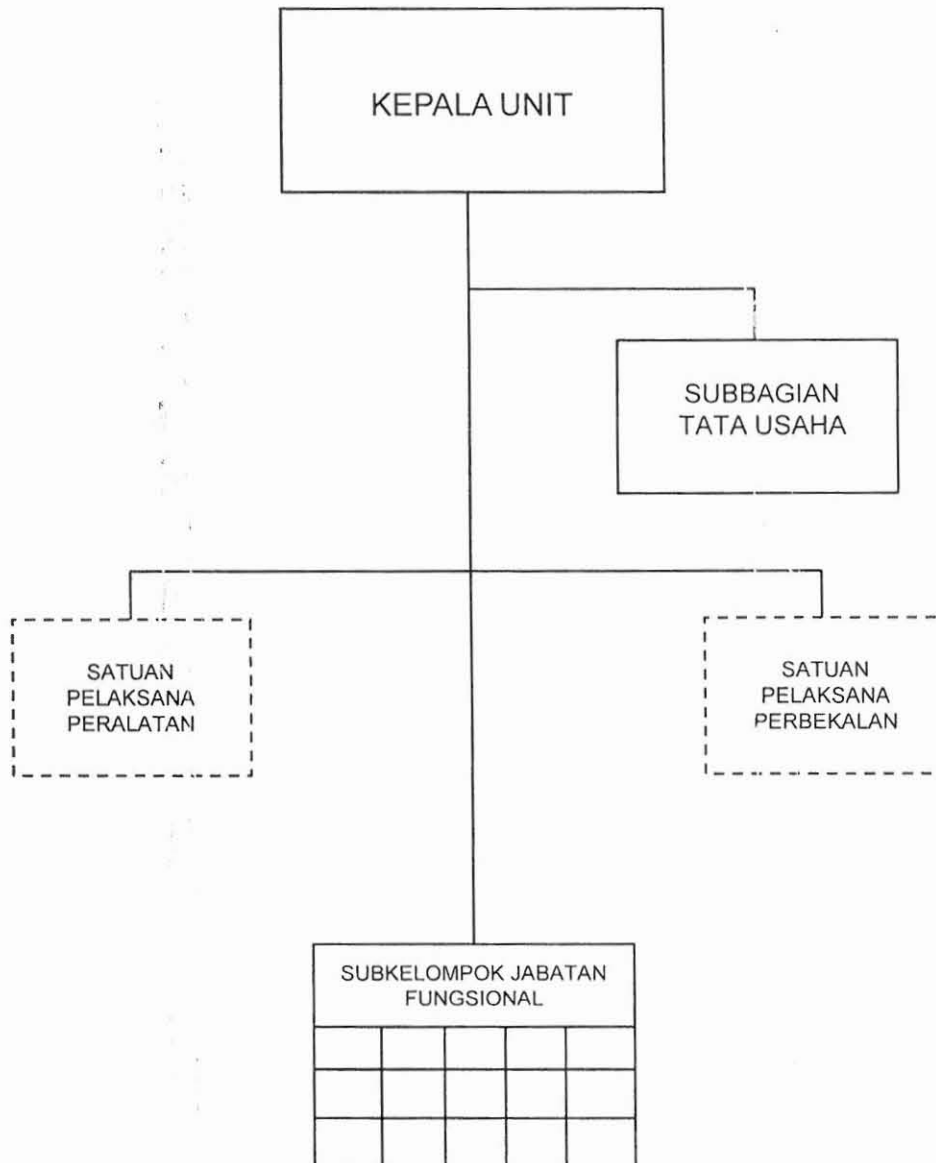 KEPALA UNIT
SUBBAGIAN
TATA USAHA
SATUAN
PELAKSANA
PERALATAN
SATUAN
PELAKSANA
PERBEKALAN
SUBKELOMPOK JABATAN
FUNGSIONAL